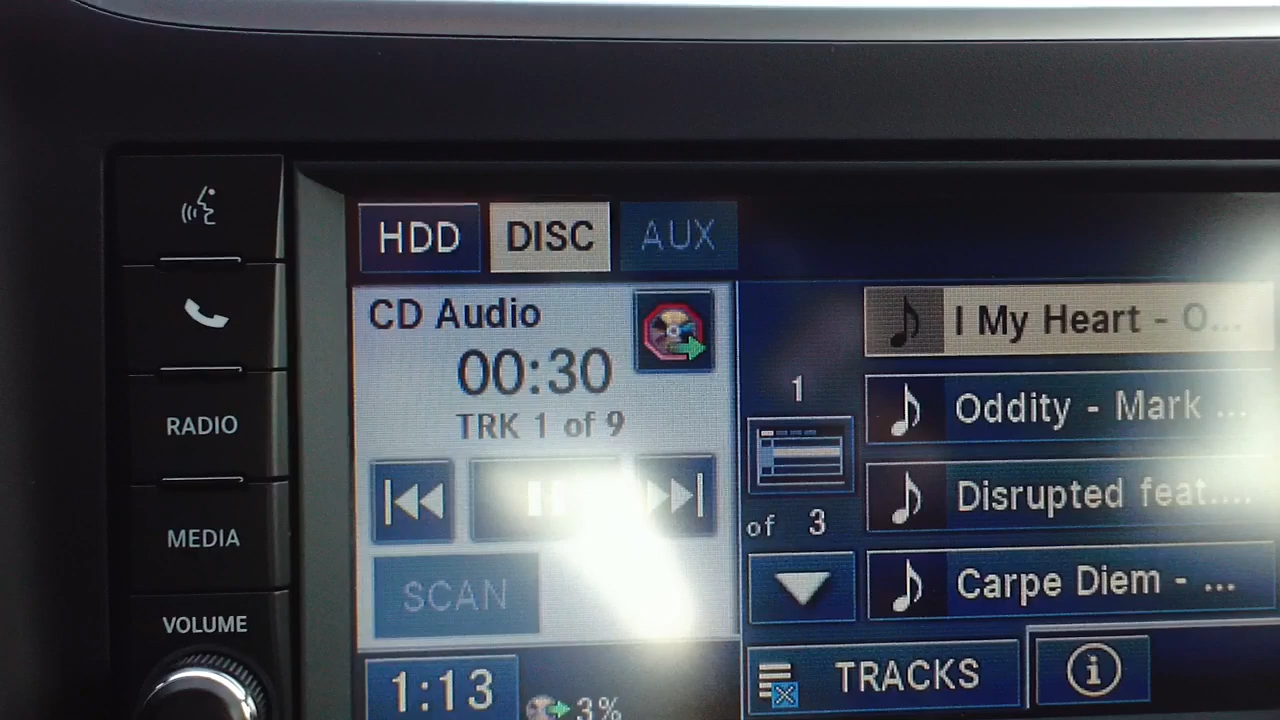 HDD DISC AUX
CD Audio
00:30
TRK 1 of 9
SCAN
1:13
3%
1
of 3
I My Heart - O...
Oddity - Mark ...
Disrupted feat....
Carpe Diem - ...
TRACKS
i
RADIO
MEDIA
VOLUME